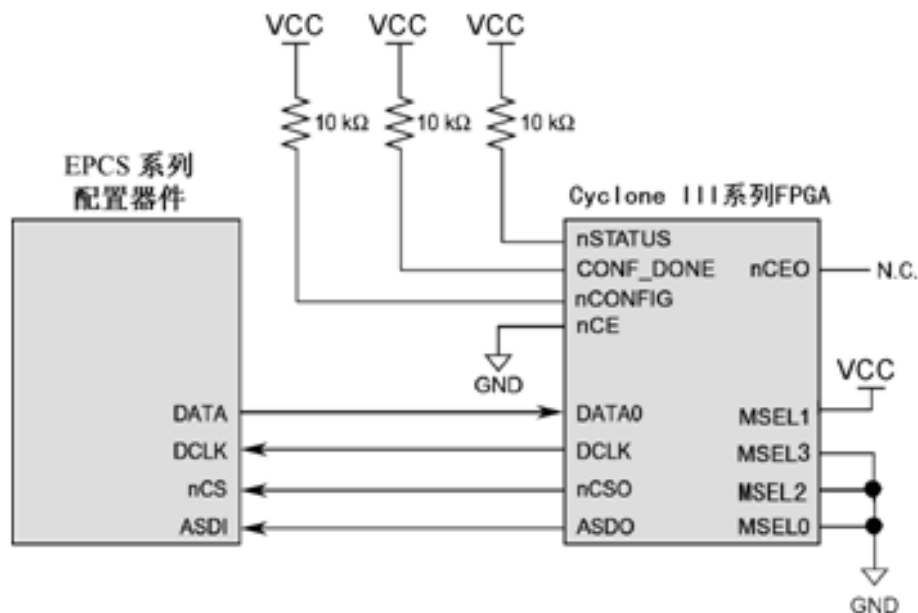 VCC VCC VCC
10 kΩ 10 kΩ 10 kΩ
EPCS 系列
配置器件
Cyclone III系列FPGA
nSTATUS
CONF_DONE nCEO N.C.
nCONFIG
nCE
GND
VCC
DATA DATA0 MSEL1
DCLK DCLK MSEL3
nCS nCSO MSEL2
ASDI ASDO MSEL0
GND